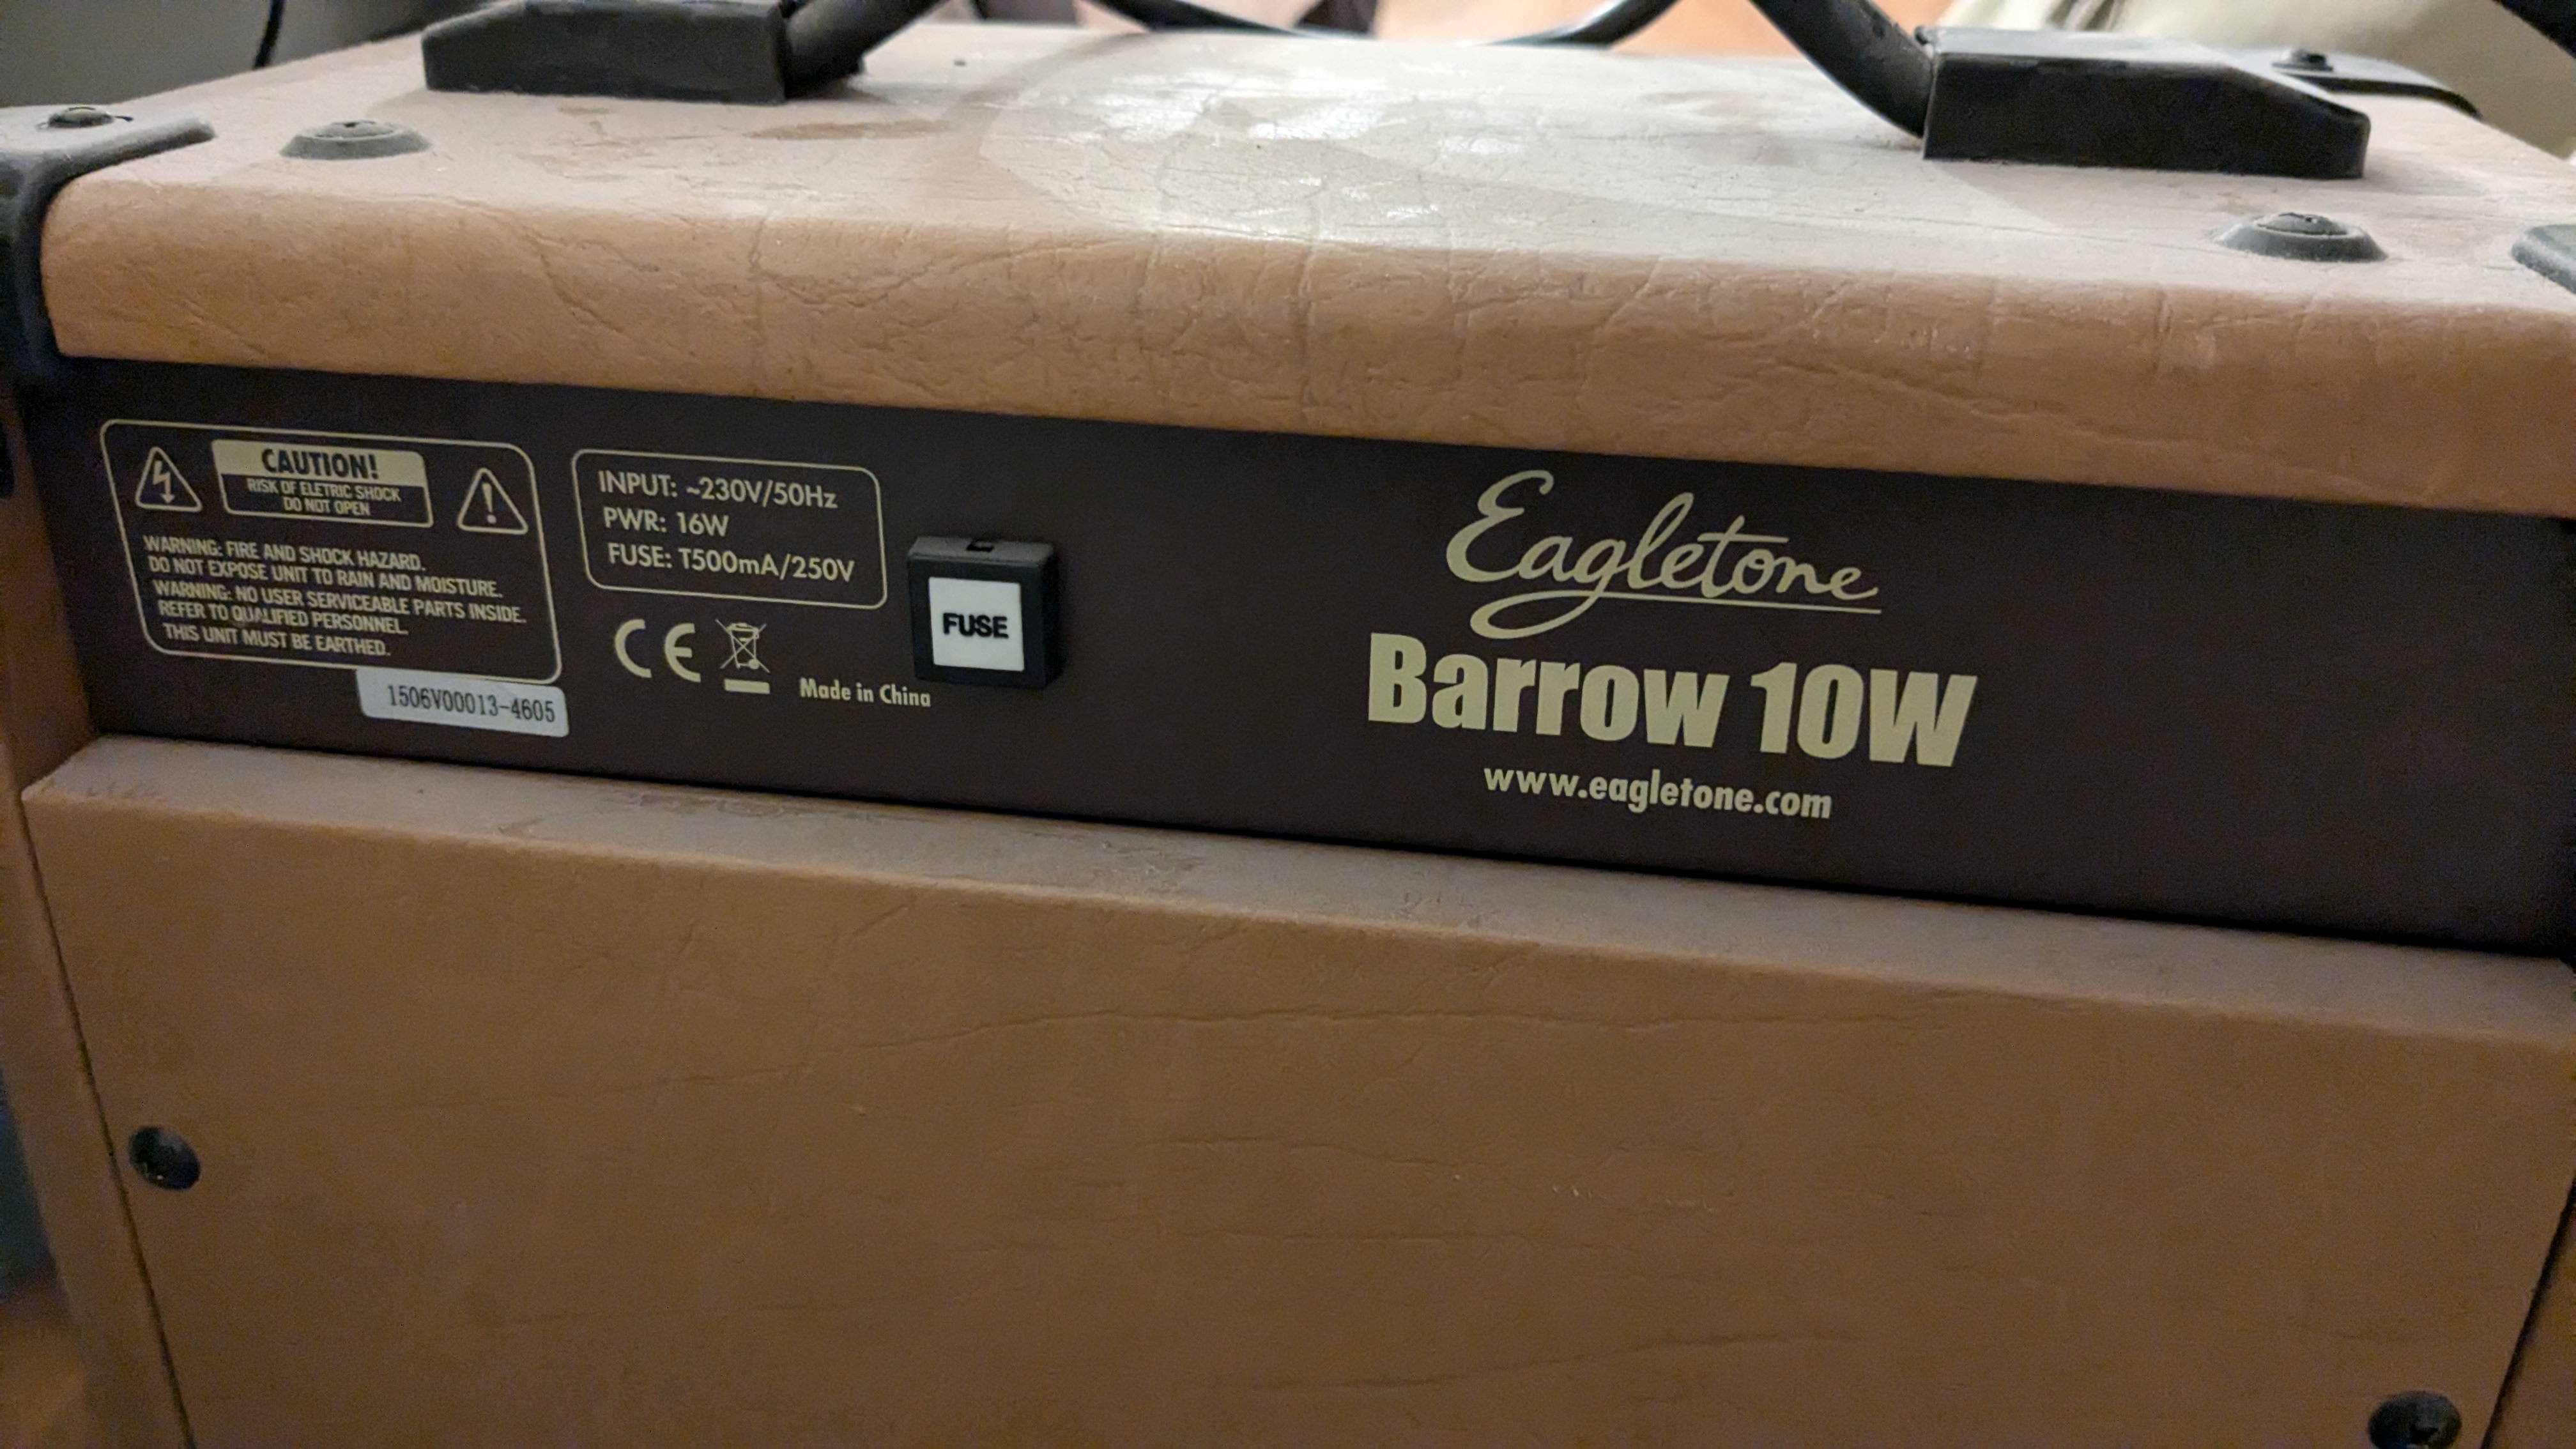 CAUTION!
RISK OF ELETRIC SHOCK
DO NOT OPEN
WARNING: FIRE AND SHOCK HAZARD.
DO NOT EXPOSE UNIT TO RAIN AND MOISTURE.
WARNING: NO USER SERVICEABLE PARTS INSIDE.
REFER TO QUALIFIED PERSONNEL.
THIS UNIT MUST BE EARTHED.
1506V00013-4605
INPUT: ~230V/50Hz
PWR: 16W
FUSE: T500mA/250V
CE
Made in China
FUSE
Eagletone
Barrow 10W
www.eagletone.com